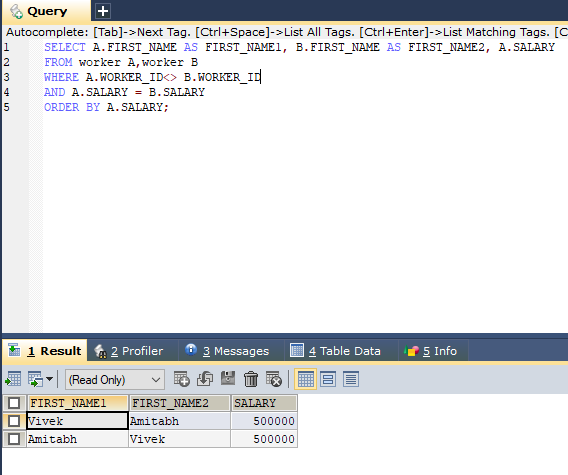 Query
Autocomplete: [Tab]->Next Tag. [Ctrl+Space]->List All Tags. [Ctrl+Enter]->List Matching Tags. [C
1 SELECT A.FIRST_NAME AS FIRST_NAME1, B.FIRST_NAME AS FIRST_NAME2, A.SALARY
2 FROM worker A,worker B
3 WHERE A.WORKER_ID<> B.WORKER_ID
4 AND A.SALARY = B.SALARY
5 ORDER BY A.SALARY;
1 Result 2 Profiler 3 Messages 4 Table Data 5 Info
(Read Only)
FIRST_NAME1 FIRST_NAME2 SALARY
Vivek Amitabh 500000
Amitabh Vivek 500000